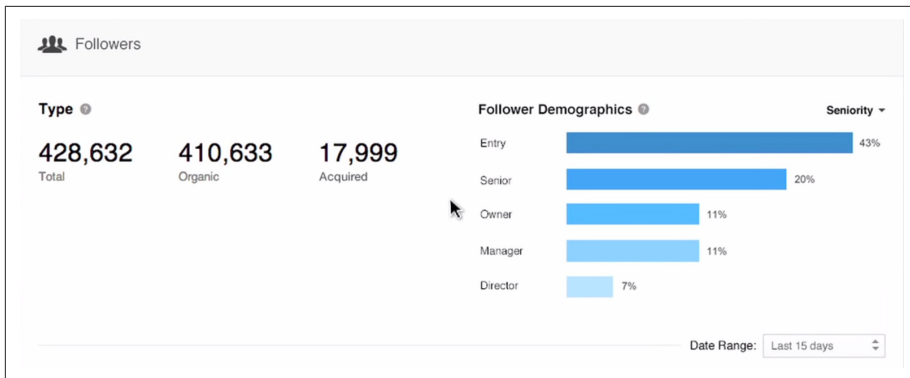 Followers
Type
428,632 410,633 17,999
Total Organic Acquired
Follower Demographics Seniority
Entry 43%
Senior 20%
Owner 11%
Manager 11%
Director 7%
Date Range: Last 15 days